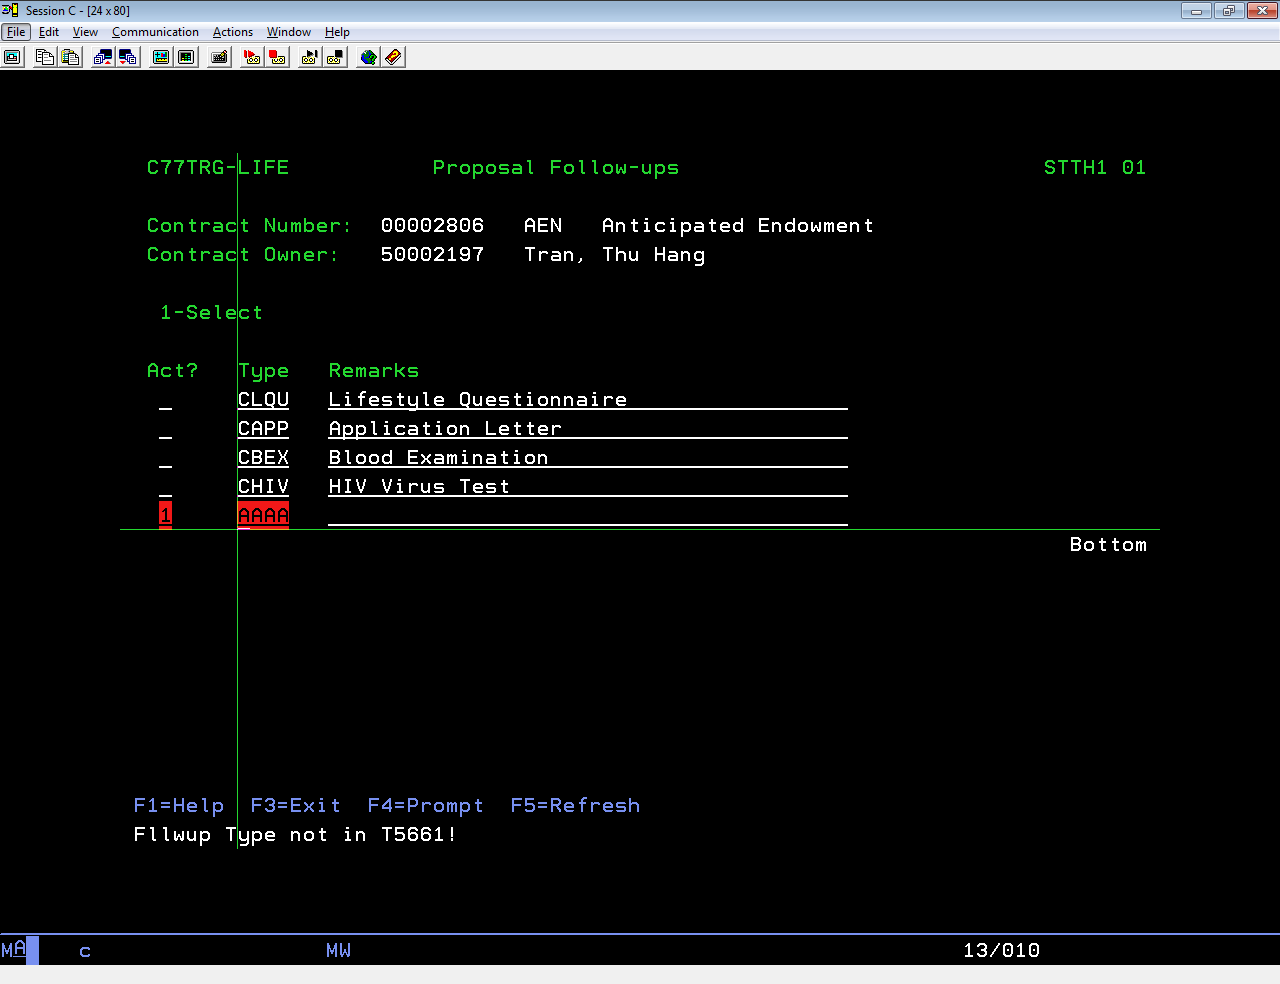 Session C - [24 x 80]
File Edit View Communication Actions Window Help
C77TRG-LIFE Proposal Follow-ups STTH1 01
Contract Number: 00002806 AEN Anticipated Endowment
Contract Owner: 50002197 Tran, Thu Hang
1-Select
Act? Type Remarks
_ CLQU Lifestyle Questionnaire
_ CAPP Application Letter
_ CBEX Blood Examination
_ CHIV HIV Virus Test
1 AAAA
Bottom
F1=Help F3=Exit F4=Prompt F5=Refresh
Fllwup Type not in T5661!
MA c MW 13/010